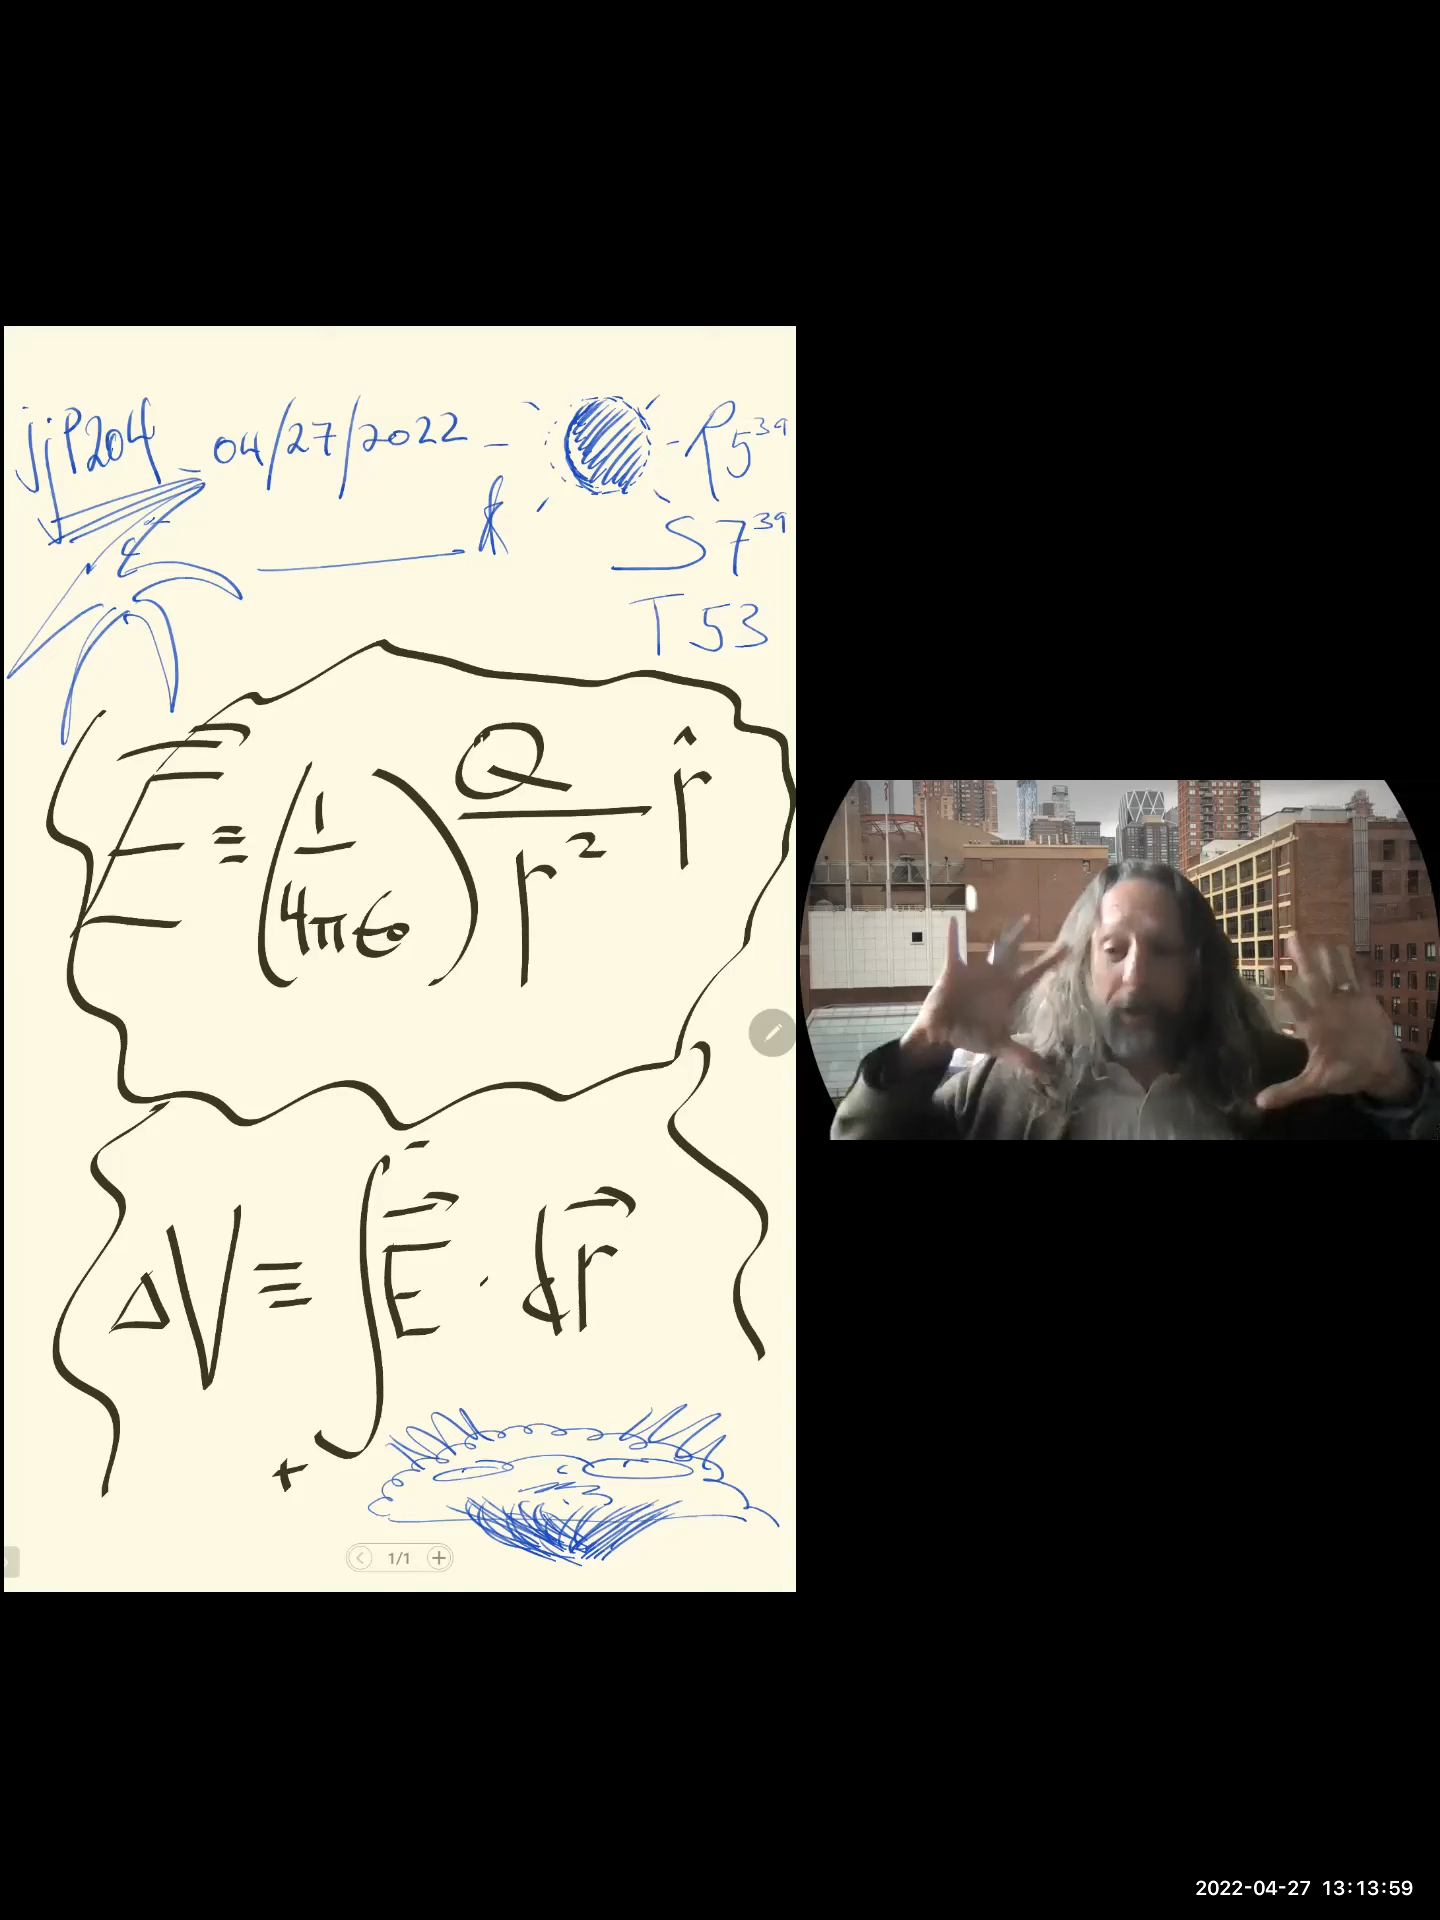 jjP204 - 04/27/2022 - - R5³⁹
S7³⁹
T53
E⃗ = (1/4πϵ₀) Q/r² r̂
ΔV ≡ ∫₊⁻ E⃗ · dr⃗
1/1
2022-04-27 13:13:59